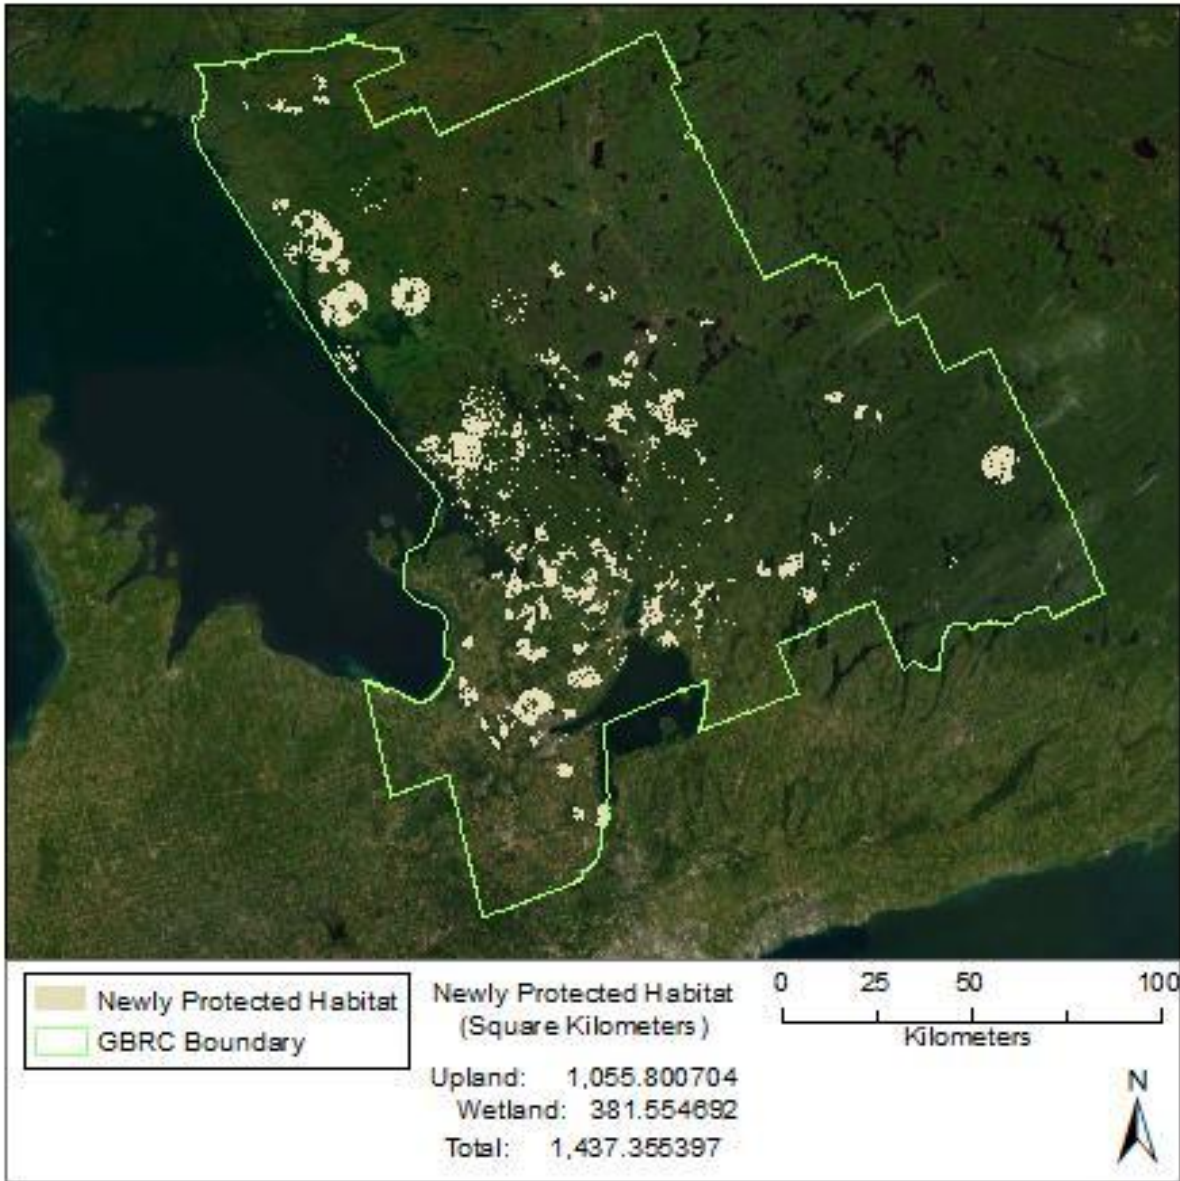 Newly Protected Habitat
GBRC Boundary
Newly Protected Habitat
(Square Kilometers)
Upland: 1,055.800704
Wetland: 381.554692
Total: 1,437.355397
0 25 50 100
Kilometers
N